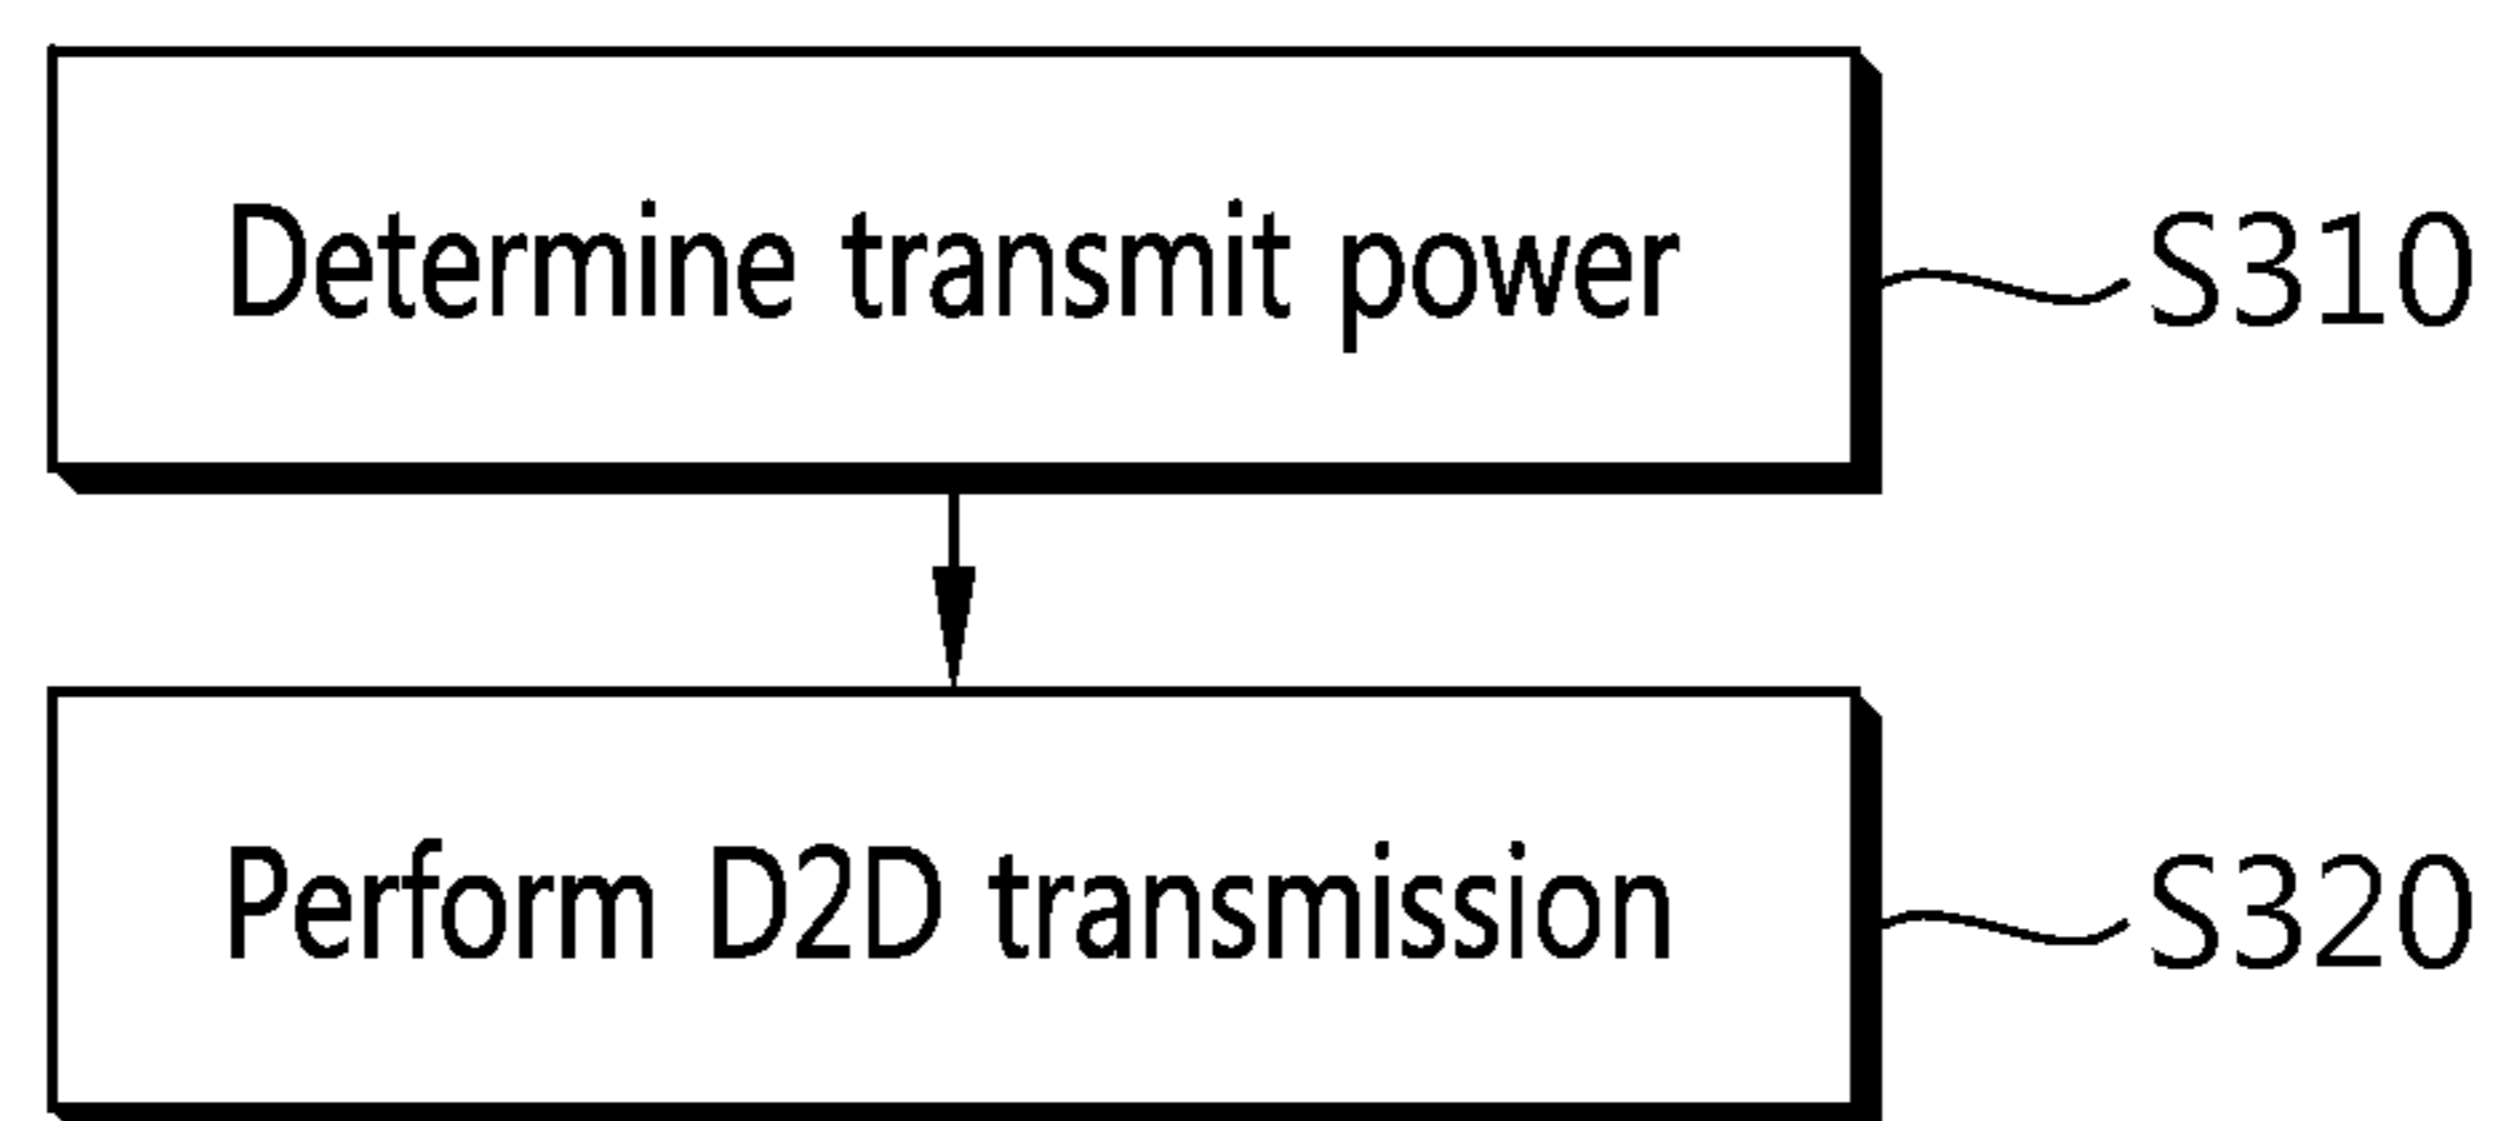 Determine transmit power S310
Perform D2D transmission S320